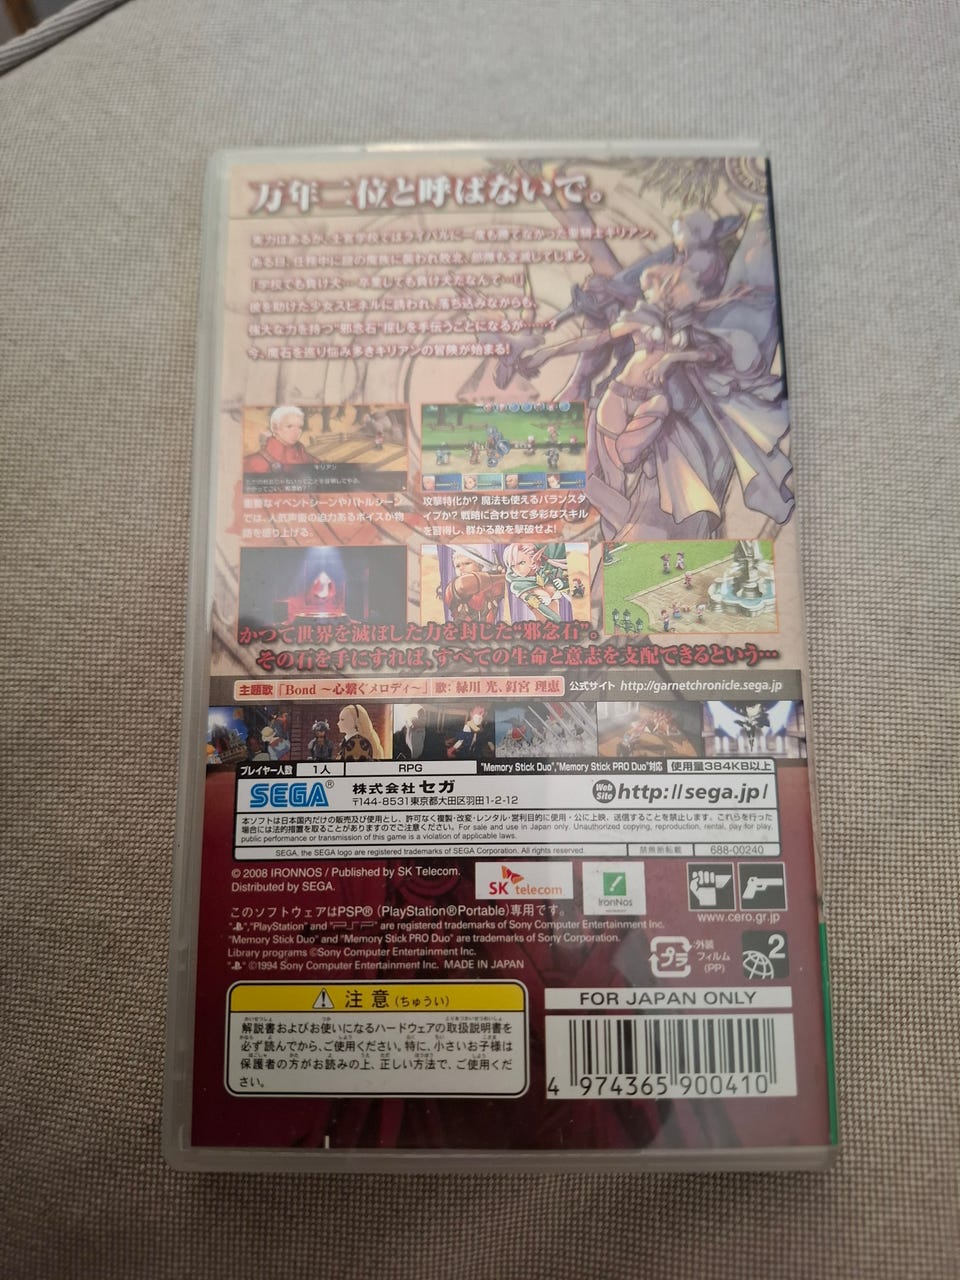 万年二位と呼ばないで。
実力はあるが、士官学校ではライバルに一度も勝てなかった聖騎士キリアン、
ある日、任務中に謎の魔族に襲われ敗北、部隊も全滅してしまう。
「学校でも負け犬…卒業しても負け犬だなんて…!」
彼を助けた少女スピネルに誘われ、落ち込みながらも、
強大な力を持つ"邪念石"探しを手伝うことになるが……?
今、魔石を巡り悩み多きキリアンの冒険が始まる!
キリアン
重要なイベントシーンやバトルシーン
では、人気声優の迫力あるボイスが物
語を盛り上げる。
攻撃特化か? 魔法も使えるバランスタ
イプか? 戦略に合わせて多彩なスキル
を習得し、群がる敵を撃破せよ!
かつて世界を滅ぼした力を封じた"邪念石"。
その石を手にすれば、すべての生命と意志を支配できるという…
主題歌 「Bond ～心繋ぐメロディ～」 歌:緑川 光、釘宮 理恵 公式サイト http://garnetchronicle.sega.jp/
プレイヤー人数 1人 RPG "Memory Stick Duo","Memory Stick PRO Duo"対応 使用量384KB以上
SEGA® 株式会社 セガ
〒144-8531東京都大田区羽田1-2-12
Web Site http://sega.jp/
本ソフトは日本国内だけの販売及び使用とし、許可なく複製・改変・レンタル・営利目的に使用・公に上映、送信することを禁止します。これらを行った
場合には法的措置を取ることがありますのでご注意ください。For sale and use in Japan only. Unauthorized copying, reproduction, rental, pay for play,
public performance or transmission of this game is a violation of applicable laws.
SEGA, the SEGA logo are registered trademarks of SEGA Corporation. All rights reserved. 禁無断転載 688-00240
© 2008 IRONNOS / Published by SK Telecom.
Distributed by SEGA.
SK telecom
IronNos
www.cero.gr.jp
このソフトウェアはPSP® (PlayStation®Portable)専用です。
" ","PlayStation" and "PSP" are registered trademarks of Sony Computer Entertainment Inc.
"Memory Stick Duo" and "Memory Stick PRO Duo" are trademarks of Sony Corporation.
Library programs ©Sony Computer Entertainment Inc.
" " ©1994 Sony Computer Entertainment Inc. MADE IN JAPAN
プラ
外装
フィルム
(PP)
2
注意(ちゅうい)
解説書およびお使いになるハードウェアの取扱説明書を
必ず読んでから、ご使用ください。特に、小さいお子様は
保護者の方がお読みの上、正しい方法で、ご使用くだ
さい。
FOR JAPAN ONLY
4 974365 900410